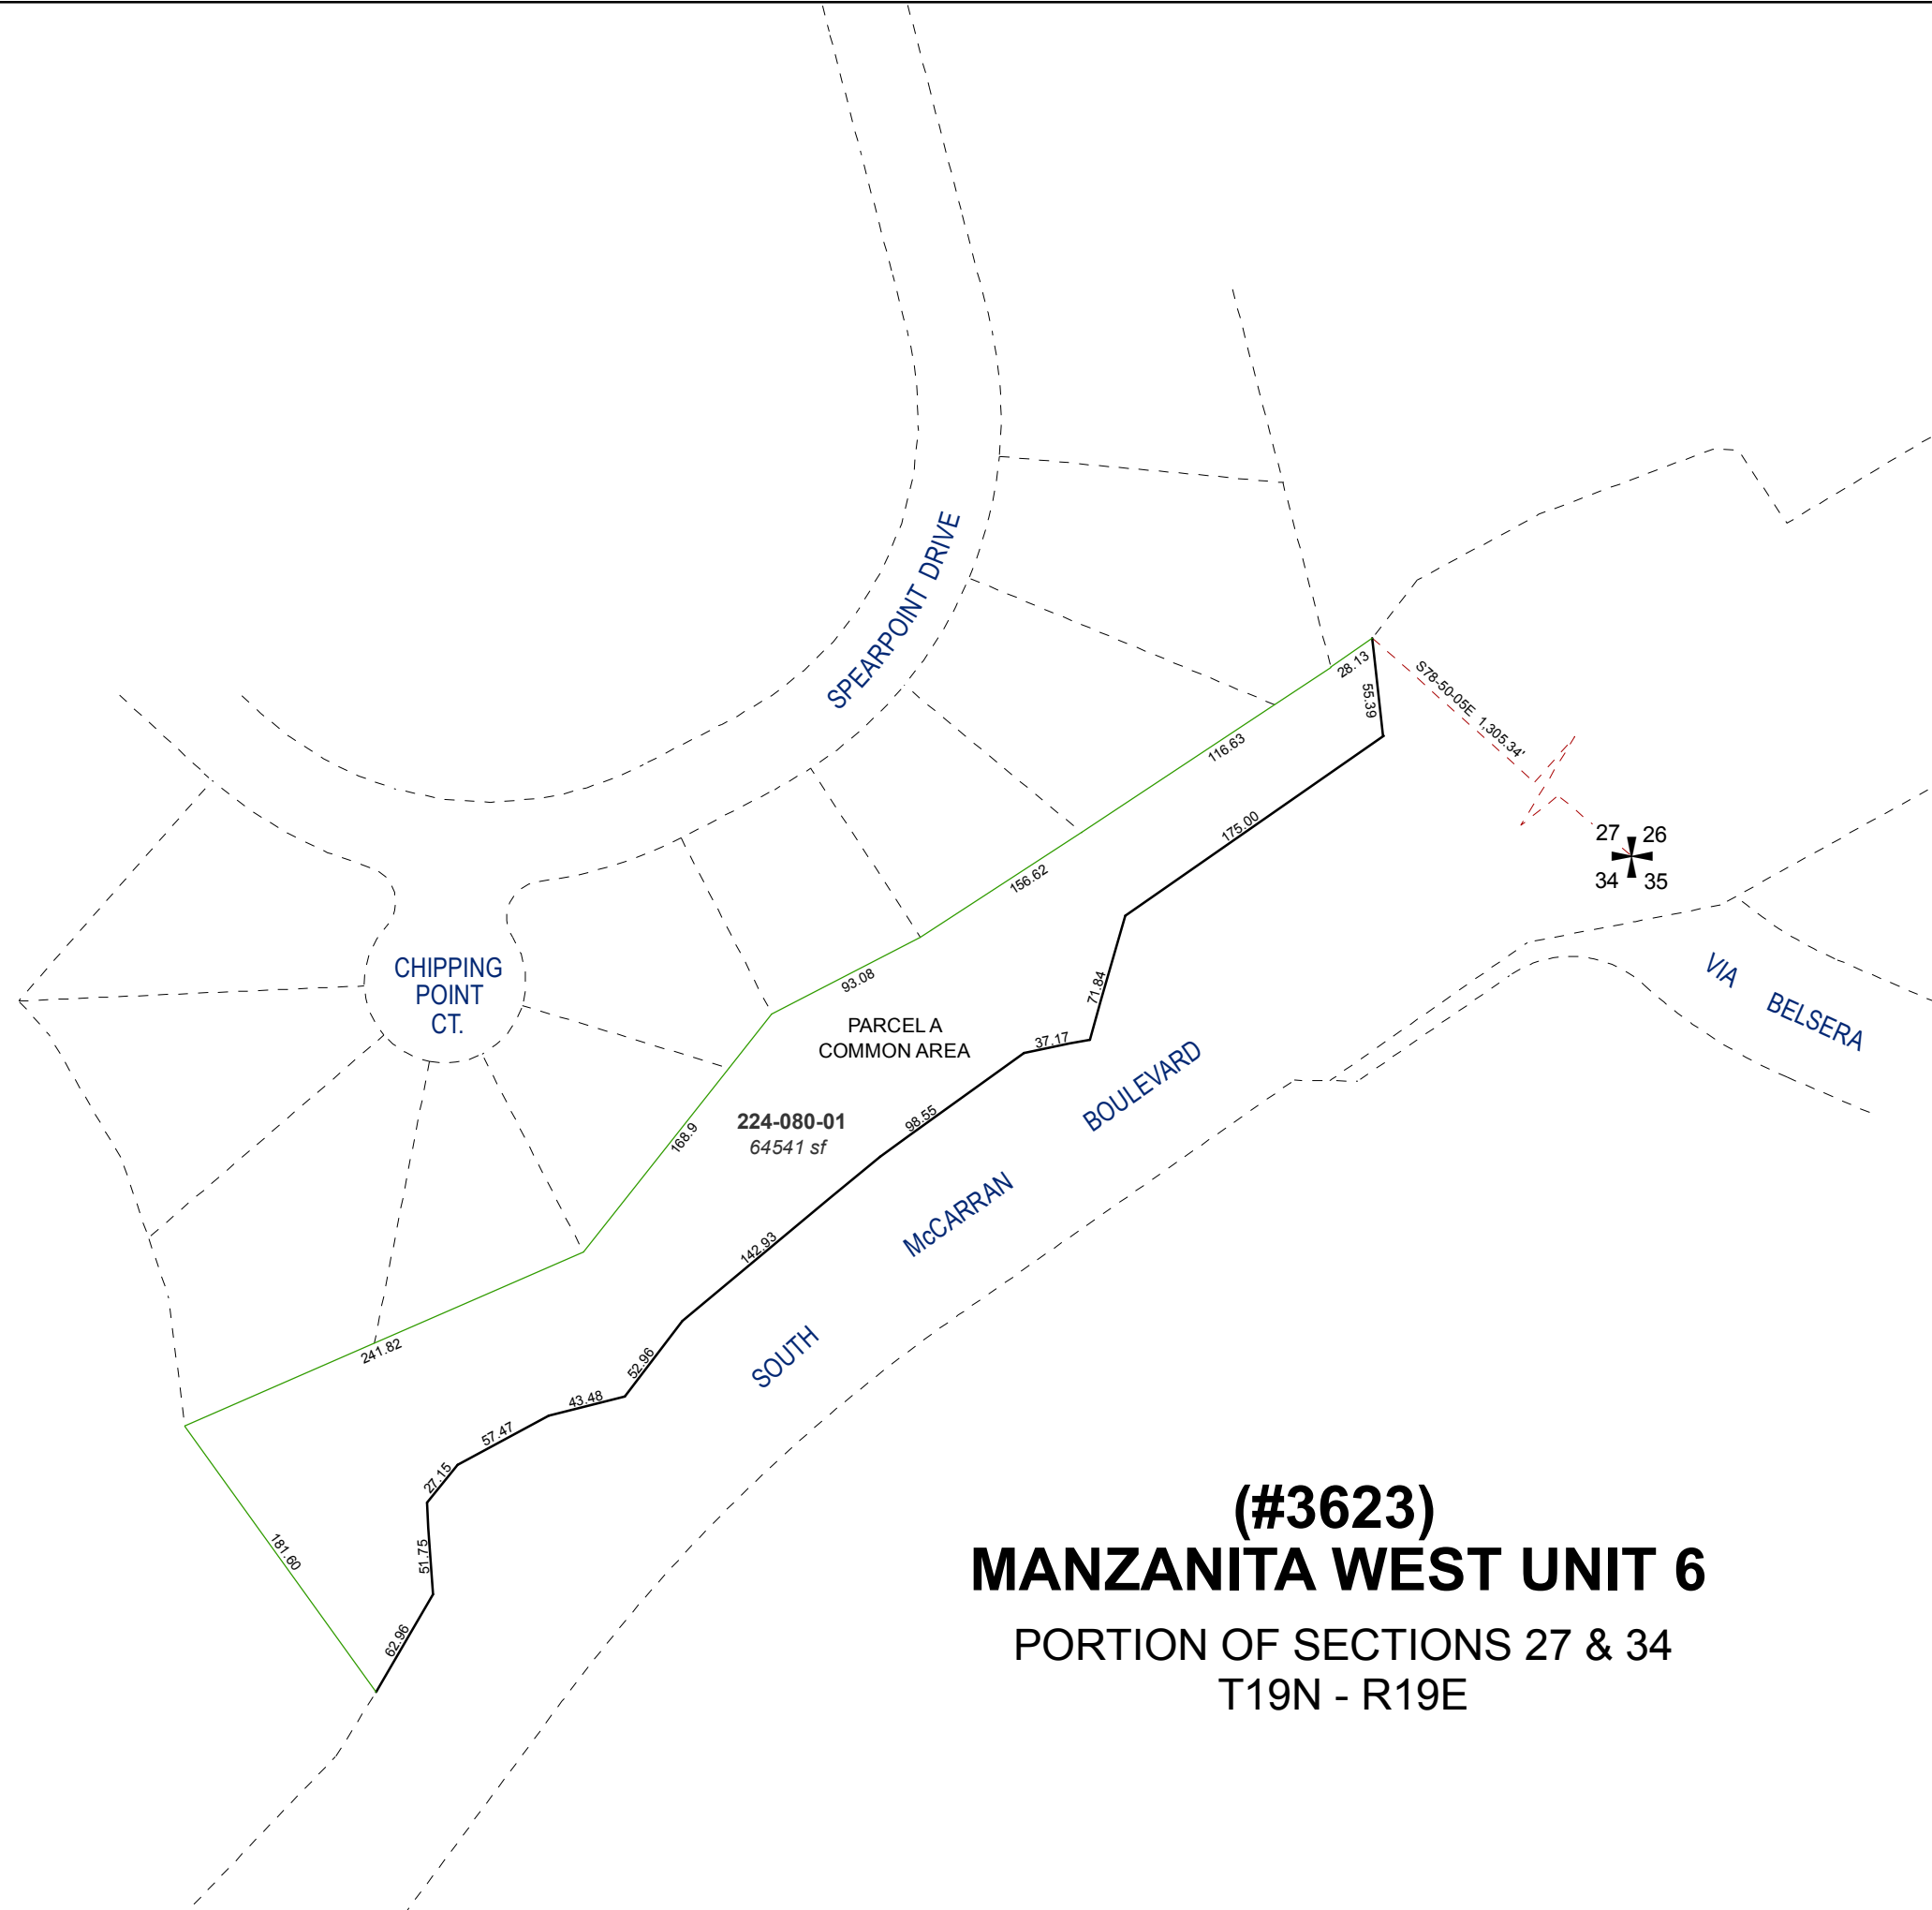 SPEARPOINT DRIVE
28.13
55.39
S78-50-05E 1,305.34'
116.63
175.00
27 26
34 35
156.62
CHIPPING
POINT
CT.
93.08
71.84
VIA BELSERA
PARCEL A
COMMON AREA
37.17
224-080-01
64541 sf
168.9
98.55
SOUTH McCARRAN BOULEVARD
142.93
241.82
52.96
43.48
57.47
27.15
181.60
51.75
62.96
(#3623)
MANZANITA WEST UNIT 6
PORTION OF SECTIONS 27 & 34
T19N - R19E